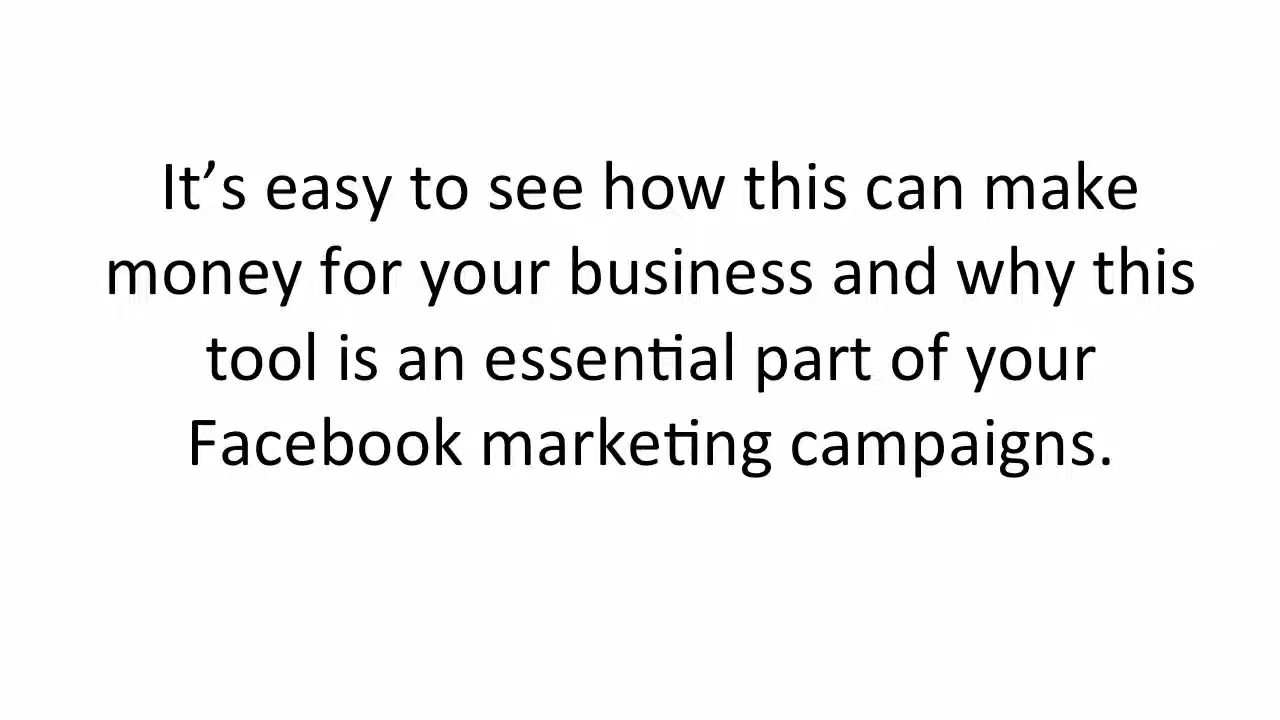 It’s easy to see how this can make
money for your business and why this
tool is an essential part of your
Facebook marketing campaigns.